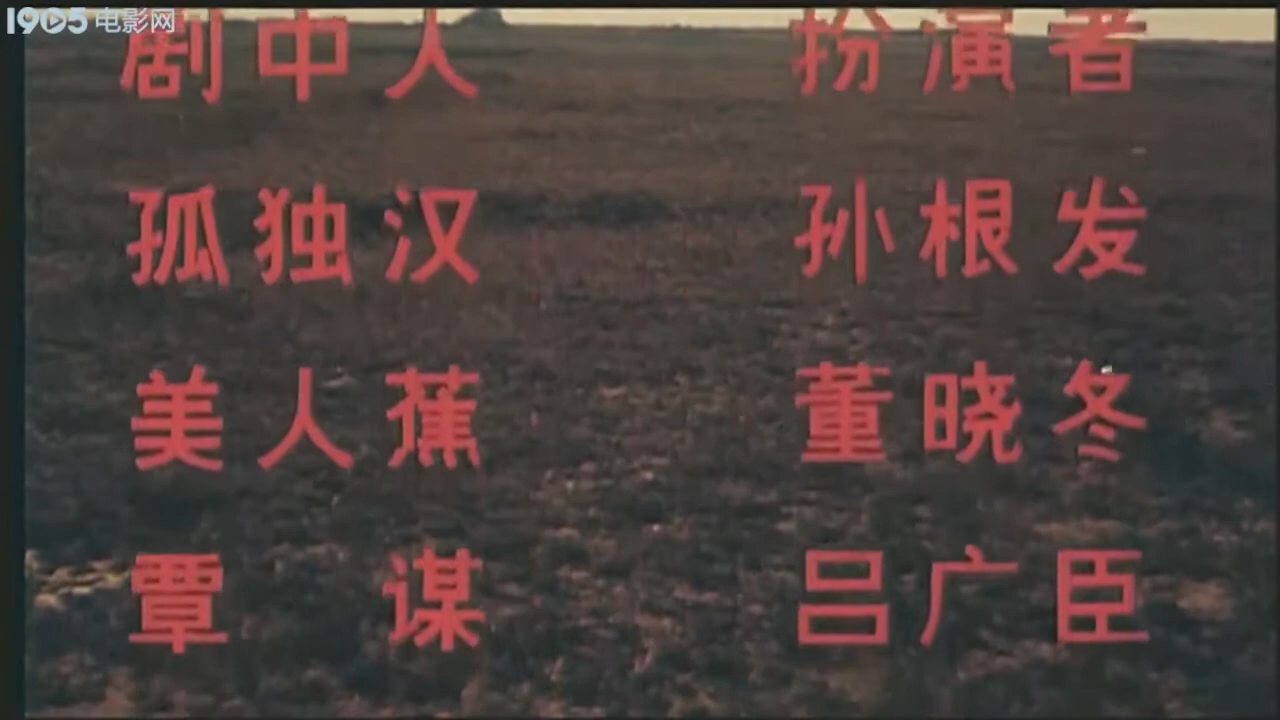 1905电影网
剧中人 扮演者
孤独汉 孙根发
美人蕉 董晓冬
覃谋 吕广臣